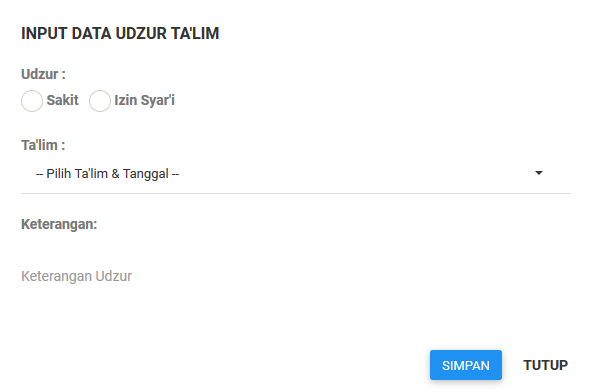 INPUT DATA UDZUR TA'LIM
Udzur :
Sakit Izin Syar'i
Ta'lim :
-- Pilih Ta'lim & Tanggal --
Keterangan:
Keterangan Udzur
SIMPAN TUTUP